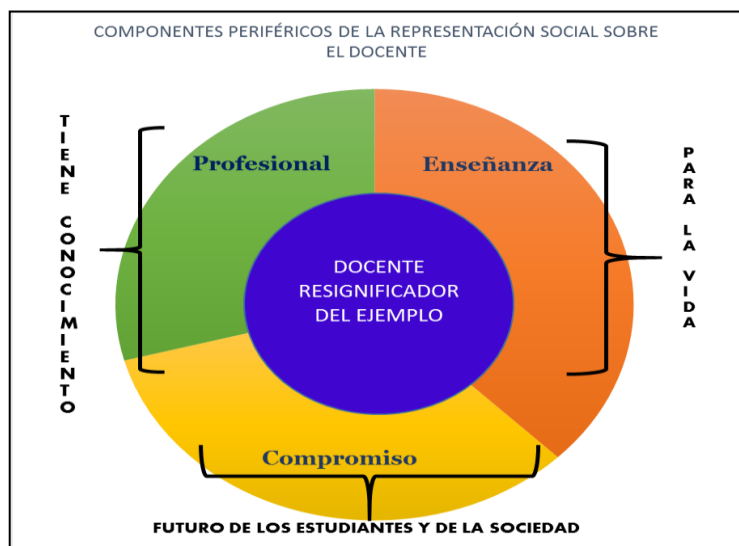 COMPONENTES PERIFÉRICOS DE LA REPRESENTACIÓN SOCIAL SOBRE
EL DOCENTE
TIENE CONOCIMIENTO
Profesional
Enseñanza
PARA LA VIDA
DOCENTE
RESIGNIFICADOR
DEL EJEMPLO
Compromiso
FUTURO DE LOS ESTUDIANTES Y DE LA SOCIEDAD